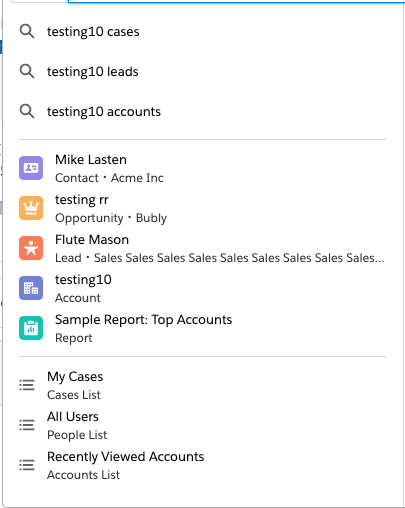 testing10 cases
testing10 leads
testing10 accounts
Mike Lasten
Contact • Acme Inc
testing rr
Opportunity • Bubly
Flute Mason
Lead • Sales Sales Sales Sales Sales Sales Sales Sales Sales...
testing10
Account
Sample Report: Top Accounts
Report
My Cases
Cases List
All Users
People List
Recently Viewed Accounts
Accounts List